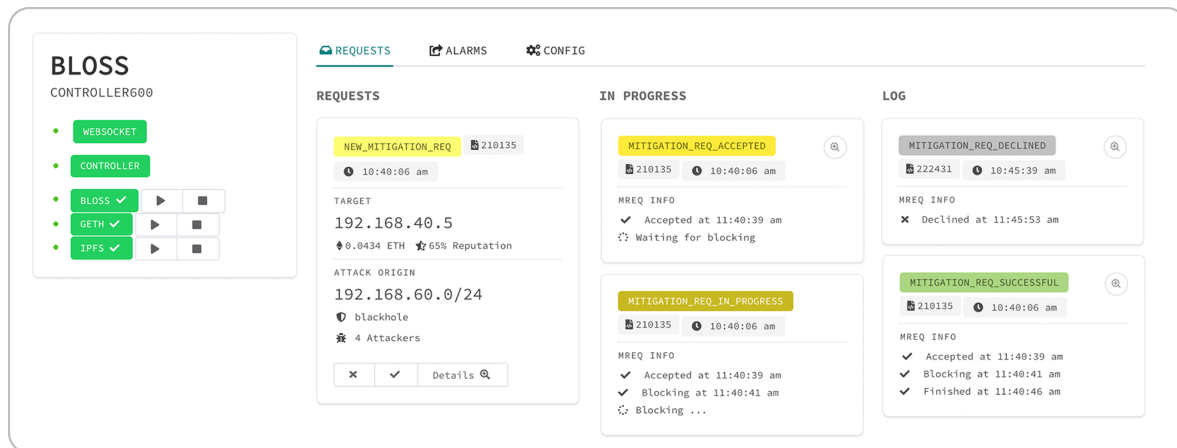 BLOSS
CONTROLLER600
WEBSOCKET
CONTROLLER
BLOSS
GETH
IPFS
REQUESTS ALARMS CONFIG
REQUESTS
NEW_MITIGATION_REQ 210135
10:40:06 am
TARGET
192.168.40.5
0.0434 ETH 65% Reputation
ATTACK ORIGIN
192.168.60.0/24
blackhole
4 Attackers
Details
IN PROGRESS
MITIGATION_REQ_ACCEPTED
210135 10:40:06 am
MREQ INFO
Accepted at 11:40:39 am
Waiting for blocking
MITIGATION_REQ_IN_PROGRESS
210135 10:40:06 am
MREQ INFO
Accepted at 11:40:39 am
Blocking at 11:40:41 am
Blocking ...
LOG
MITIGATION_REQ_DECLINED
222431 10:45:39 am
MREQ INFO
Declined at 11:45:53 am
MITIGATION_REQ_SUCCESSFUL
210135 10:40:06 am
MREQ INFO
Accepted at 11:40:39 am
Blocking at 11:40:41 am
Finished at 11:40:46 am